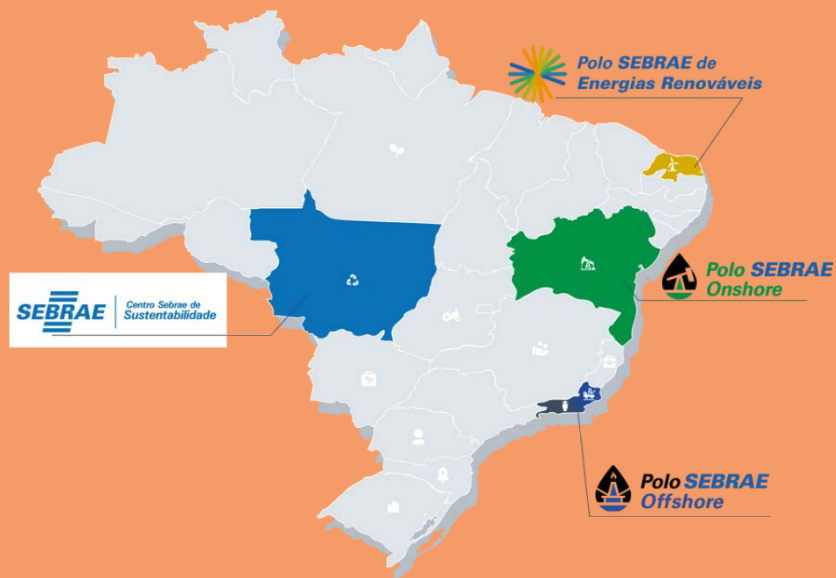 Polo SEBRAE de
Energias Renováveis
Polo SEBRAE
Onshore
SEBRAE
Centro Sebrae de
Sustentabilidade
Polo SEBRAE
Offshore